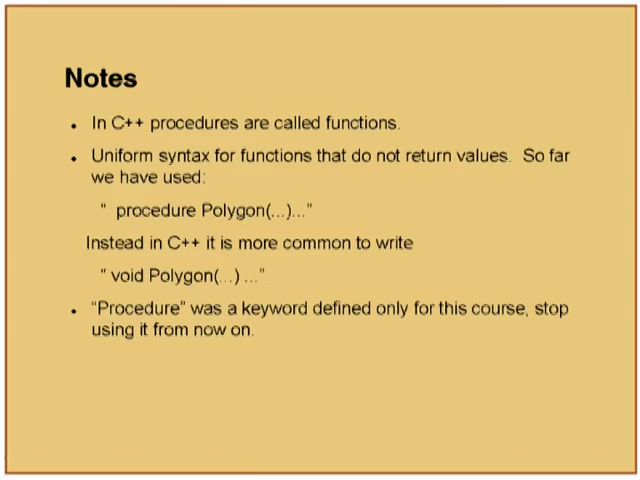 Notes
• In C++ procedures are called functions.
• Uniform syntax for functions that do not return values. So far
we have used:
" procedure Polygon(...)..."
Instead in C++ it is more common to write
" void Polygon(...) ..."
• "Procedure" was a keyword defined only for this course, stop
using it from now on.